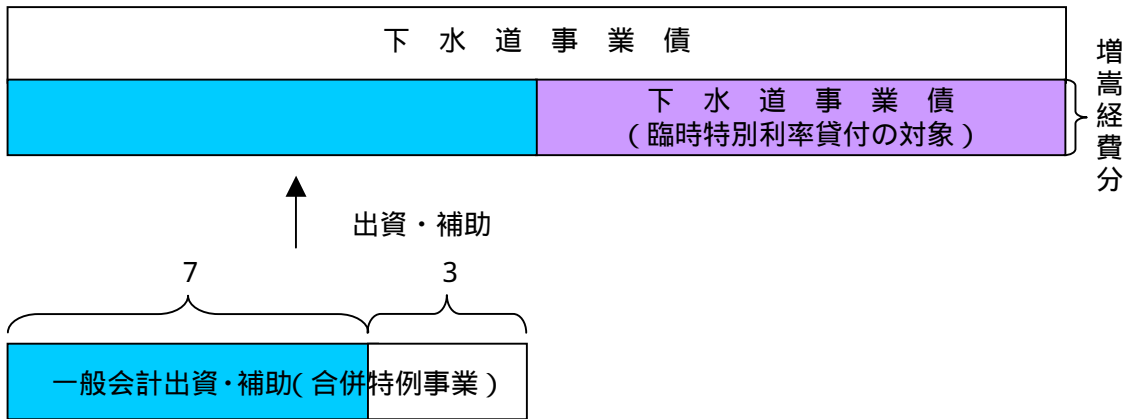 下　水　道　事　業　債
下　水　道　事　業　債
（臨時特別利率貸付の対象）
増嵩経費分
出資・補助
7
3
一般会計出資・補助（合併特例事業）